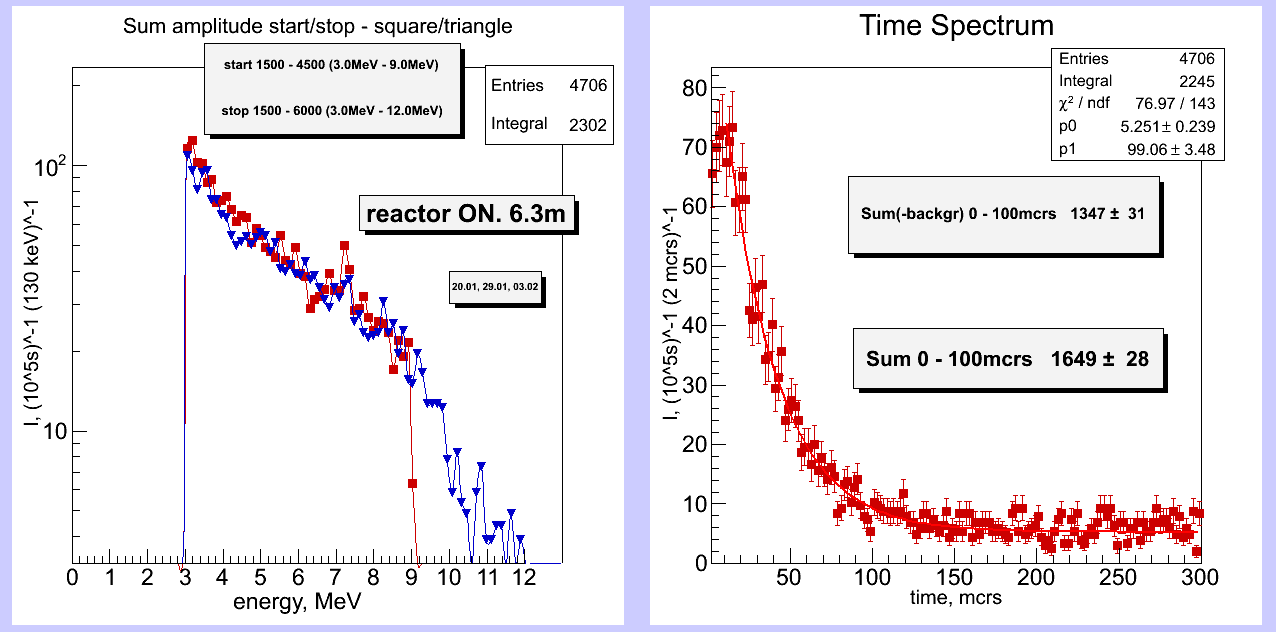 Sum amplitude start/stop - square/triangle
start 1500 - 4500 (3.0MeV - 9.0MeV)
stop 1500 - 6000 (3.0MeV - 12.0MeV)
Entries 4706
Integral 2302
reactor ON. 6.3m
20.01, 29.01, 03.02
I, (10^5s)^-1 (130 keV)^-1
10²
10
0 1 2 3 4 5 6 7 8 9 10 11 12
energy, MeV
Time Spectrum
Entries 4706
Integral 2245
χ² / ndf 76.97 / 143
p0 5.251 ± 0.239
p1 99.06 ± 3.48
Sum(-backgr) 0 - 100mcrs 1347 ± 31
Sum 0 - 100mcrs 1649 ± 28
I, (10^5s)^-1 (2 mcrs)^-1
80
70
60
50
40
30
20
10
0
50 100 150 200 250 300
time, mcrs